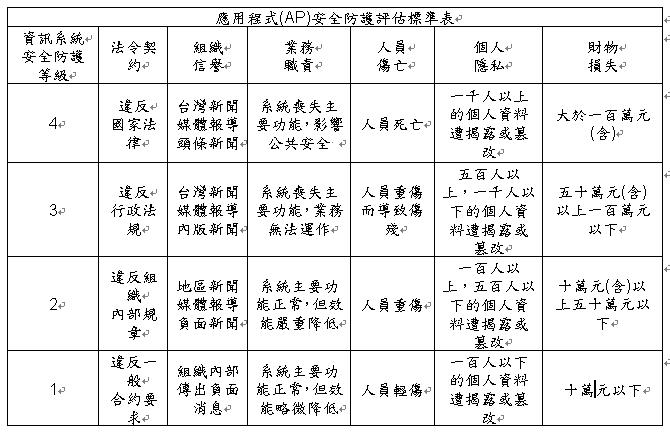 應用程式(AP)安全防護評估標準表
資訊系統
安全防護
等級
法令契
約
組織
信譽
業務
職責
人員
傷亡
個人
隱私
財物
損失
4
違反
國家法
律
台灣新聞
媒體報導
頭條新聞
系統喪失主
要功能，影響
公共安全
人員死亡
一千人以上
的個人資料
遭揭露或篡
改
大於一百萬元
(含)
3
違反
行政法
規
台灣新聞
媒體報導
內版新聞
系統喪失主
要功能，業務
無法運作
人員重傷
而導致傷
殘
五百人以
上，一千人以
下的個人資
料遭揭露或
篡改
五十萬元(含)
以上一百萬元
以下
2
違反組
織
內部規
章
地區新聞
媒體報導
負面新聞
系統主要功
能正常，但效
能嚴重降低
人員重傷
一百人以
上，五百人以
下的個人資
料遭揭露或
篡改
十萬元(含)以
上五十萬元以
下
1
違反一
般
合約要
求
組織內部
傳出負面
消息
系統主要功
能正常，但效
能略微降低
人員輕傷
一百人以下
的個人資料
遭揭露或篡
改
十萬元以下